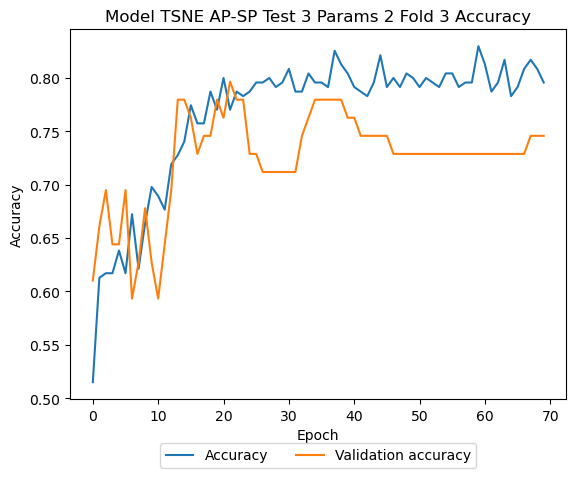 Model TSNE AP-SP Test 3 Params 2 Fold 3 Accuracy
Accuracy
0.80
0.75
0.70
0.65
0.60
0.55
0.50
0 10 20 30 40 50 60 70
Epoch
Accuracy Validation accuracy